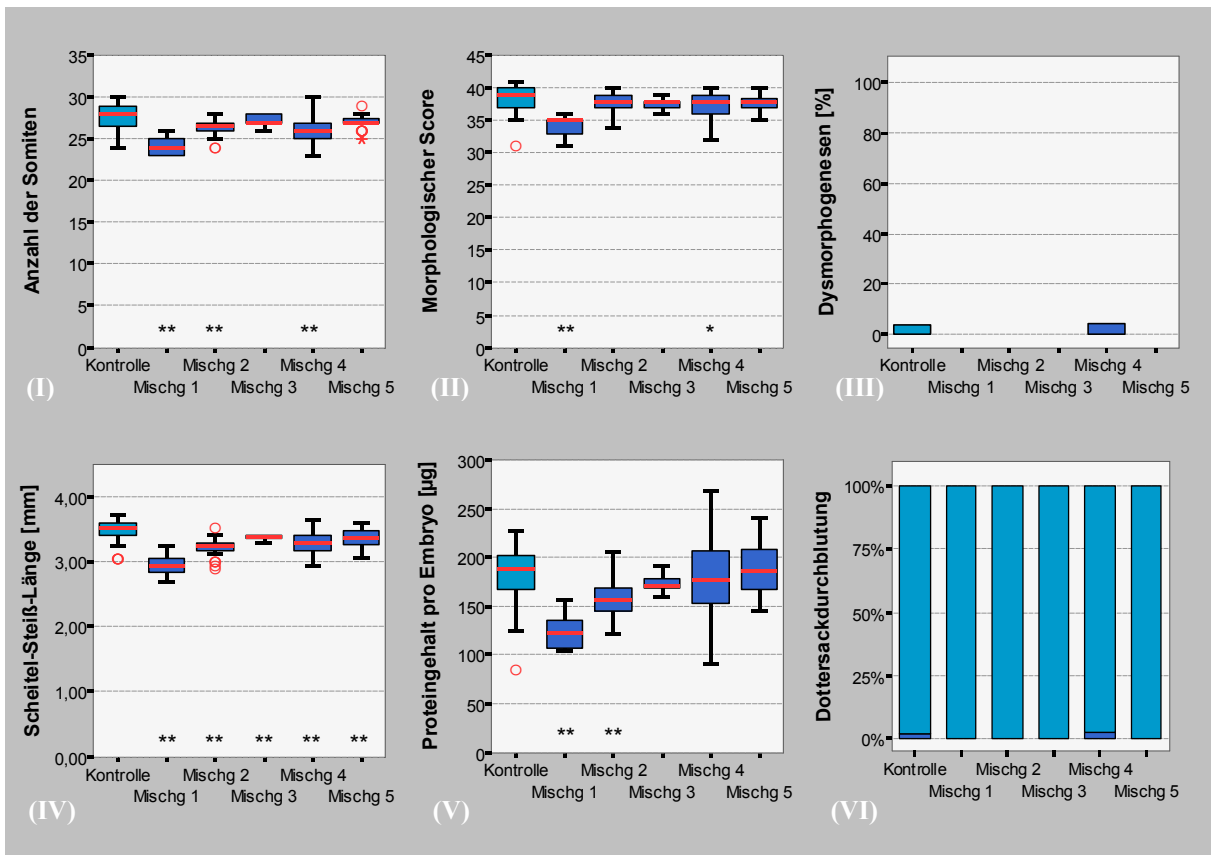 Anzahl der Somiten
35
30
25
20
15
10
5
0
** ** **
Kontrolle Mischg 2 Mischg 4
Mischg 1 Mischg 3 Mischg 5
(I)
Morphologischer Score
45
40
35
30
25
20
15
10
5
0
** *
Kontrolle Mischg 2 Mischg 4
Mischg 1 Mischg 3 Mischg 5
(II)
Dysmorphogenesen [%]
100
80
60
40
20
0
Kontrolle Mischg 2 Mischg 4
Mischg 1 Mischg 3 Mischg 5
(III)
Scheitel-Steiß-Länge [mm]
4,00
3,00
2,00
1,00
0,00
** ** ** ** **
Kontrolle Mischg 2 Mischg 4
Mischg 1 Mischg 3 Mischg 5
(IV)
Proteingehalt pro Embryo [µg]
300
250
200
150
100
50
0
** **
Kontrolle Mischg 2 Mischg 4
Mischg 1 Mischg 3 Mischg 5
(V)
Dottersackdurchblutung
100%
75%
50%
25%
0%
Kontrolle Mischg 2 Mischg 4
Mischg 1 Mischg 3 Mischg 5
(VI)